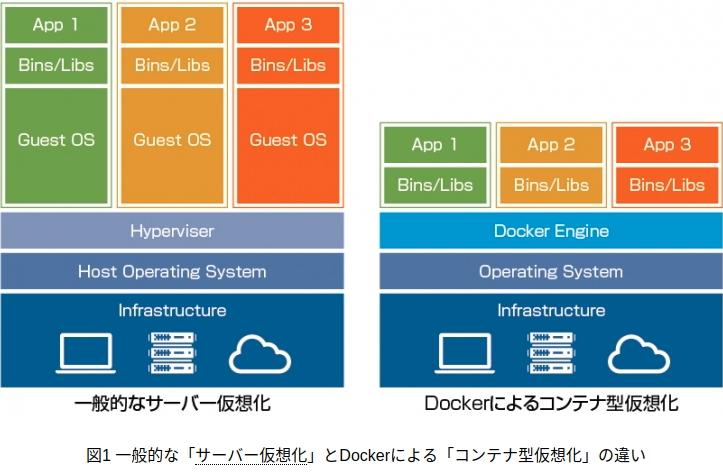 App 1
App 2
App 3
Bins/Libs
Bins/Libs
Bins/Libs
Guest OS
Guest OS
Guest OS
Hyperviser
Host Operating System
Infrastructure
一般的なサーバー仮想化
App 1
App 2
App 3
Bins/Libs
Bins/Libs
Bins/Libs
Docker Engine
Operating System
Infrastructure
Dockerによるコンテナ型仮想化
図1 一般的な「サーバー仮想化」とDockerによる「コンテナ型仮想化」の違い